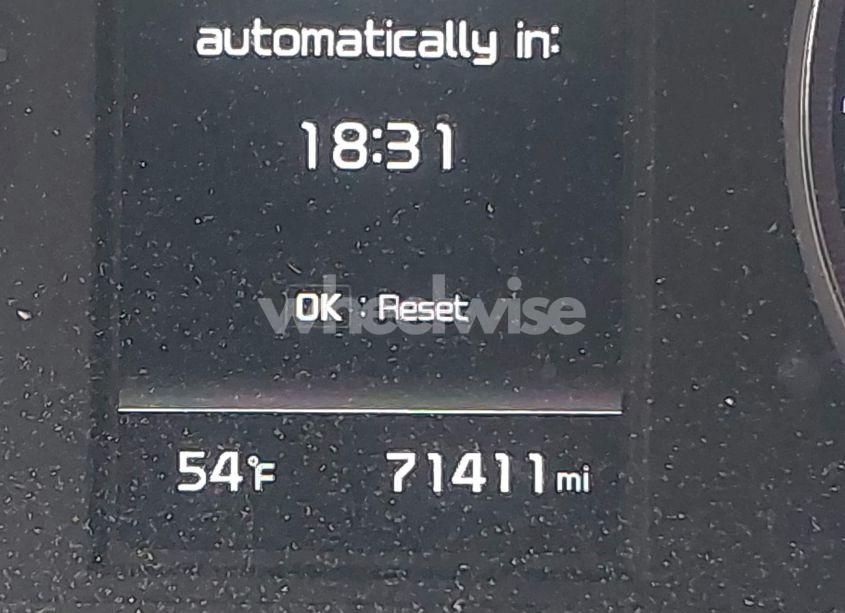 automatically in:
18:31
OK : Reset
wheelwise
54°F 71411 mi